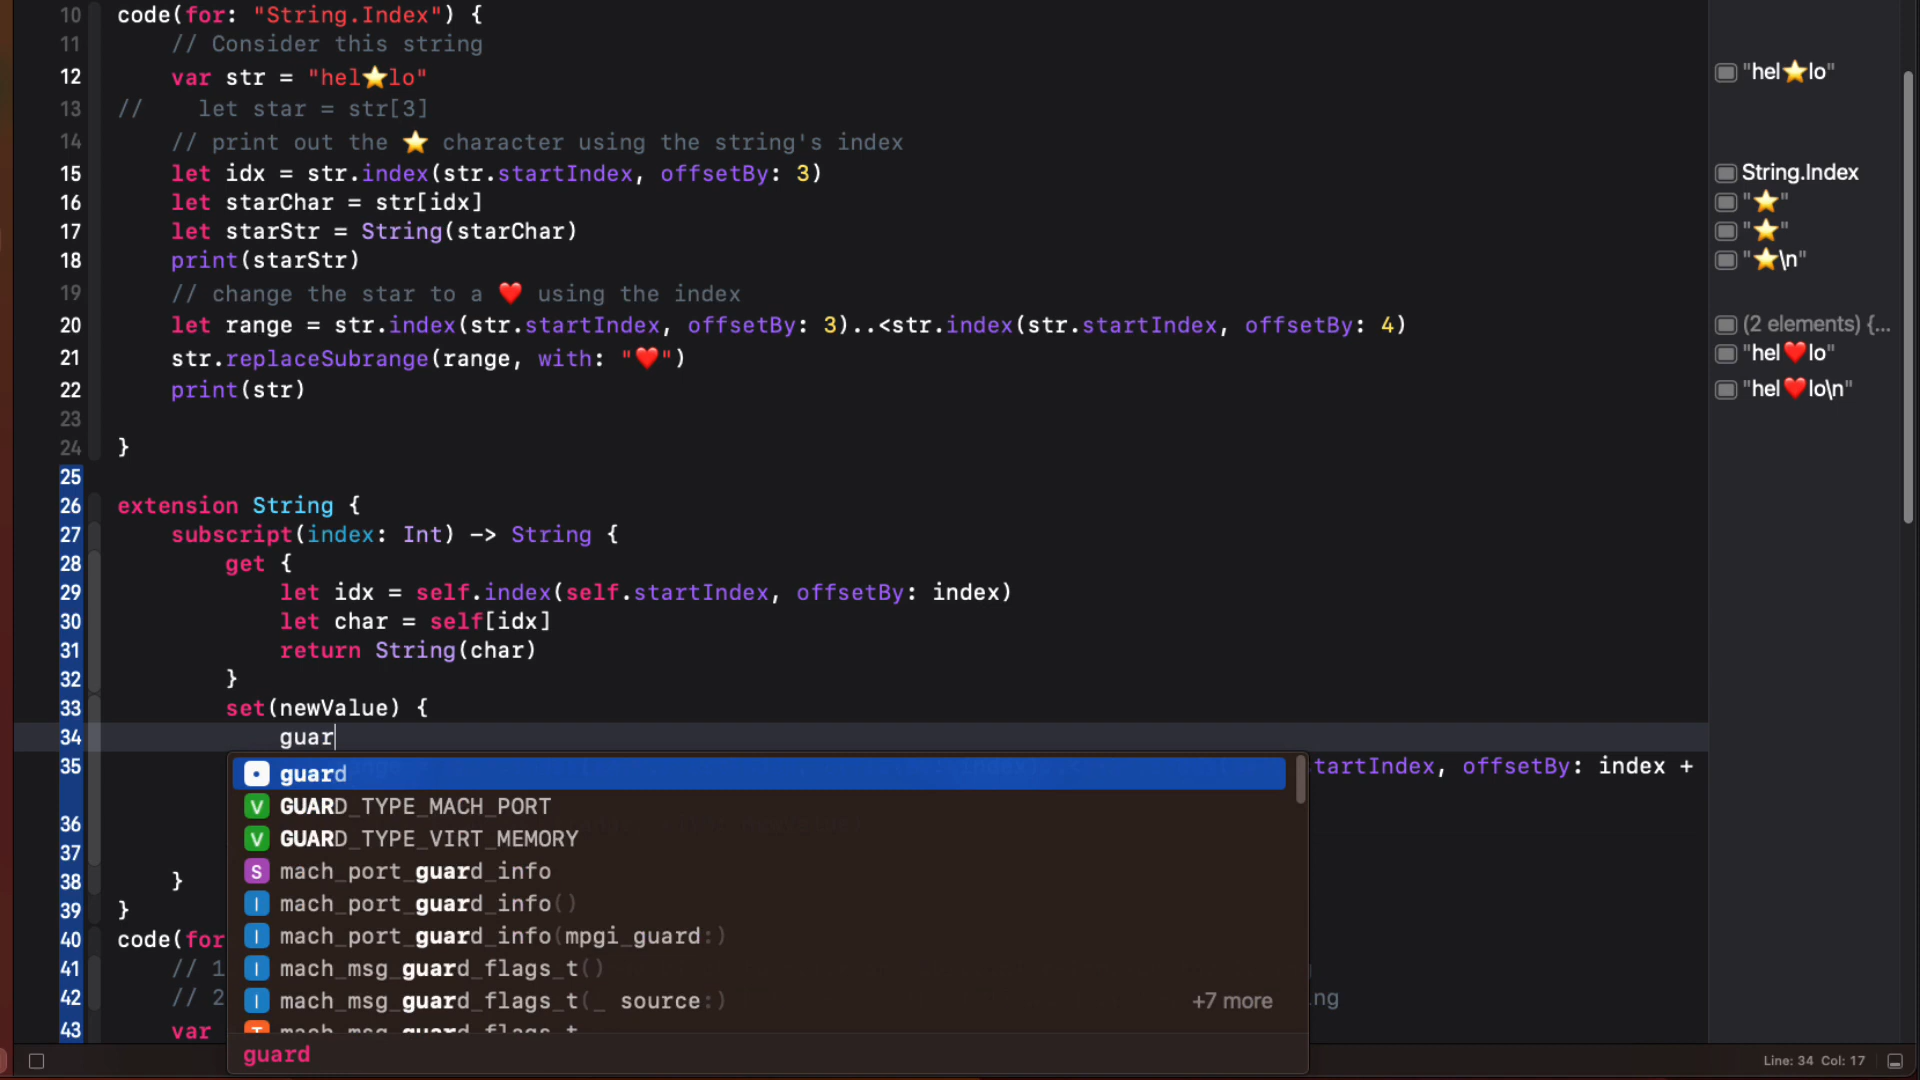 10 code(for: "String.Index") {
11 // Consider this string
12 var str = "hel⭐lo"
"hel⭐lo"
13 // let star = str[3]
14 // print out the ⭐ character using the string's index
15 let idx = str.index(str.startIndex, offsetBy: 3)
String.Index
16 let starChar = str[idx]
"⭐"
17 let starStr = String(starChar)
"⭐"
18 print(starStr)
"⭐\n"
19 // change the star to a ❤️ using the index
20 let range = str.index(str.startIndex, offsetBy: 3)..<str.index(str.startIndex, offsetBy: 4)
(2 elements) {...
21 str.replaceSubrange(range, with: "❤️")
"hel❤️lo"
22 print(str)
"hel❤️lo\n"
23
24 }
25
26 extension String {
27 subscript(index: Int) -> String {
28 get {
29 let idx = self.index(self.startIndex, offsetBy: index)
30 let char = self[idx]
31 return String(char)
32 }
33 set(newValue) {
34 guar
35 tartIndex, offsetBy: index +
36
37
38 }
39 }
40 code(for
41 // 1
42 // 2 ng
43 var
guard
V GUARD_TYPE_MACH_PORT
V GUARD_TYPE_VIRT_MEMORY
S mach_port_guard_info
I mach_port_guard_info()
I mach_port_guard_info(mpgi_guard:)
I mach_msg_guard_flags_t()
I mach_msg_guard_flags_t(_ source:) +7 more
T mach_msg_guard_flags_t
guard
Line: 34 Col: 17